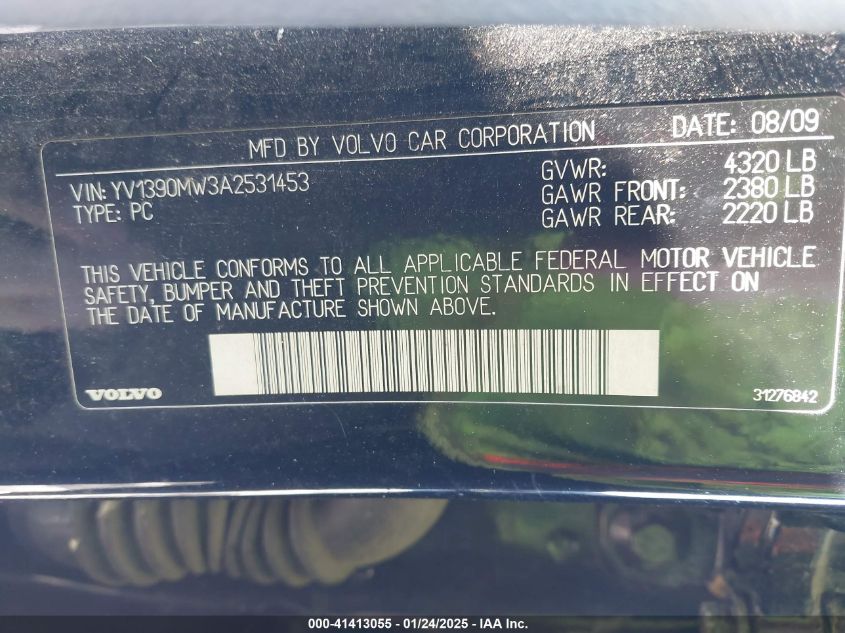 MFD BY VOLVO CAR CORPORATION DATE: 08/09
VIN: YV1390MW3A2531453
TYPE: PC
GVWR: 4320 LB
GAWR FRONT: 2380 LB
GAWR REAR: 2220 LB
THIS VEHICLE CONFORMS TO ALL APPLICABLE FEDERAL MOTOR VEHICLE
SAFETY, BUMPER AND THEFT PREVENTION STANDARDS IN EFFECT ON
THE DATE OF MANUFACTURE SHOWN ABOVE.
VOLVO 31276842
000-41413055 — 01/24/2025 — IAA Inc.